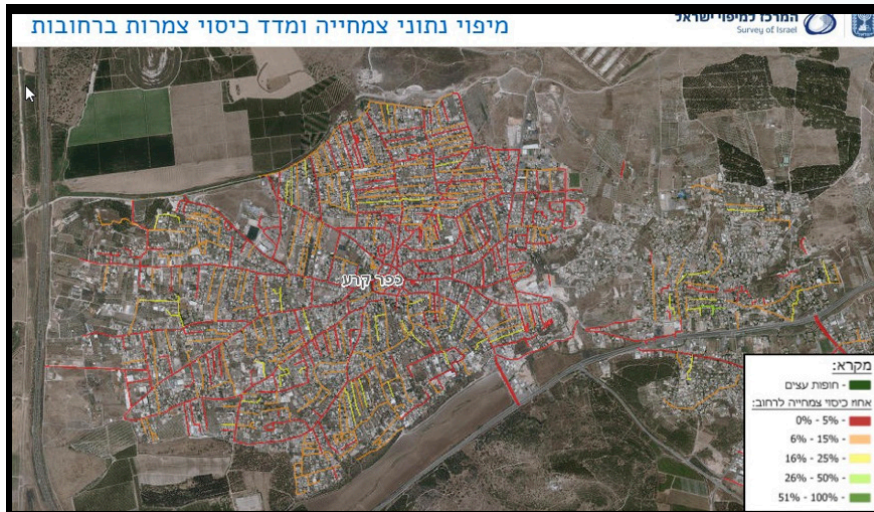 מיפוי נתוני צמחייה ומדד כיסוי צמרות ברחובות
המרכז למיפוי ישראל
Survey of Israel
כפר קרע
מקרא:
- חופות עצים
אחוז כיסוי צמחייה לרחוב:
0% - 5% -
6% - 15% -
16% - 25% -
26% - 50% -
51% - 100% -